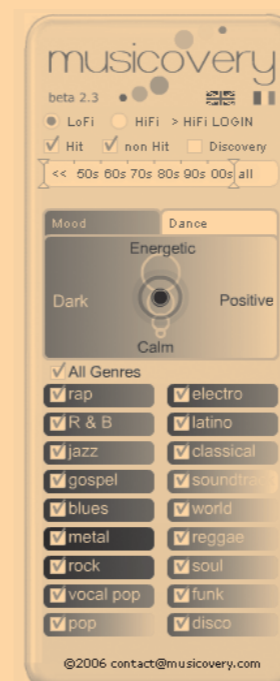 musicovery
beta 2.3
LoFi HiFi > HiFi LOGIN
Hit non Hit Discovery
<< 50s 60s 70s 80s 90s 00s all
Mood Dance
Energetic
Dark Positive
Calm
All Genres
rap electro
R & B latino
jazz classical
gospel soundtrack
blues world
metal reggae
rock soul
vocal pop funk
pop disco
©2006 contact@musicovery.com